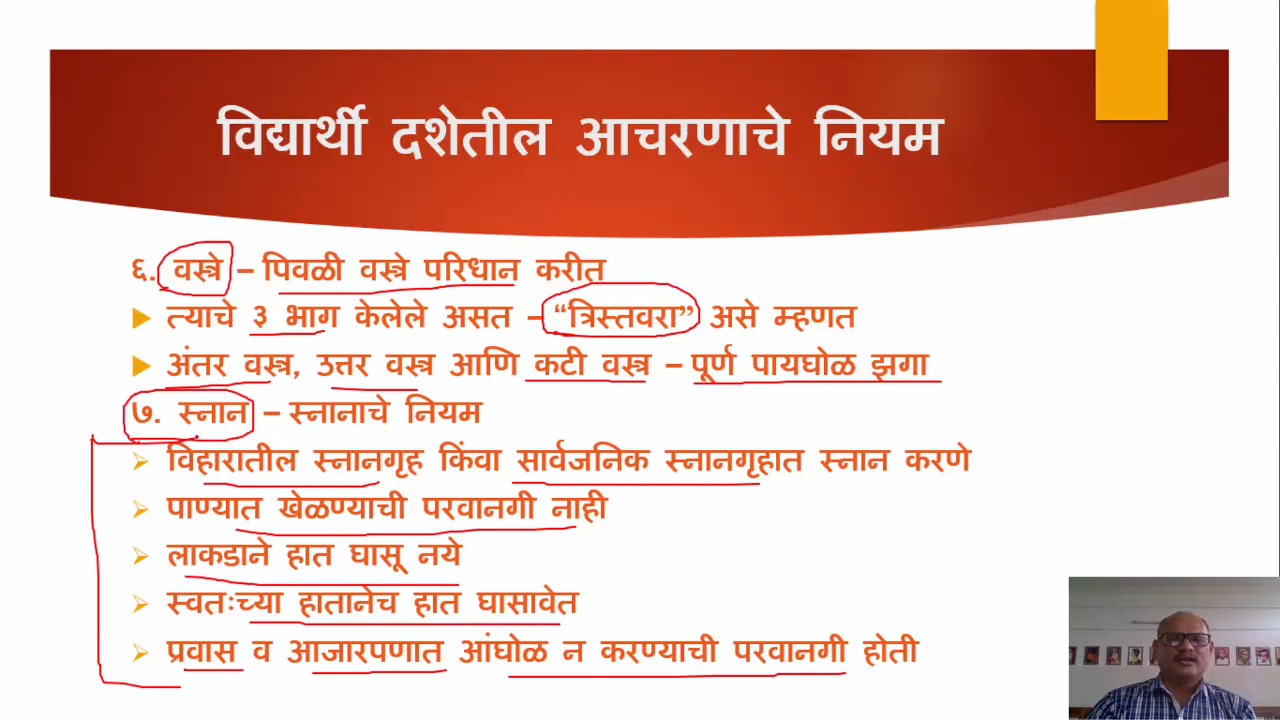 विद्यार्थी दशेतील आचरणाचे नियम
६. वस्त्रे – पिवळी वस्त्रे परिधान करीत
त्याचे ३ भाग केलेले असत – “त्रिस्तवरा” असे म्हणत
अंतर वस्त्र, उत्तर वस्त्र आणि कटी वस्त्र – पूर्ण पायघोळ झगा
७. स्नान – स्नानाचे नियम
विहारातील स्नानगृह किंवा सार्वजनिक स्नानगृहात स्नान करणे
पाण्यात खेळण्याची परवानगी नाही
लाकडाने हात घासू नये
स्वतःच्या हातानेच हात घासावेत
प्रवास व आजारपणात आंघोळ न करण्याची परवानगी होती